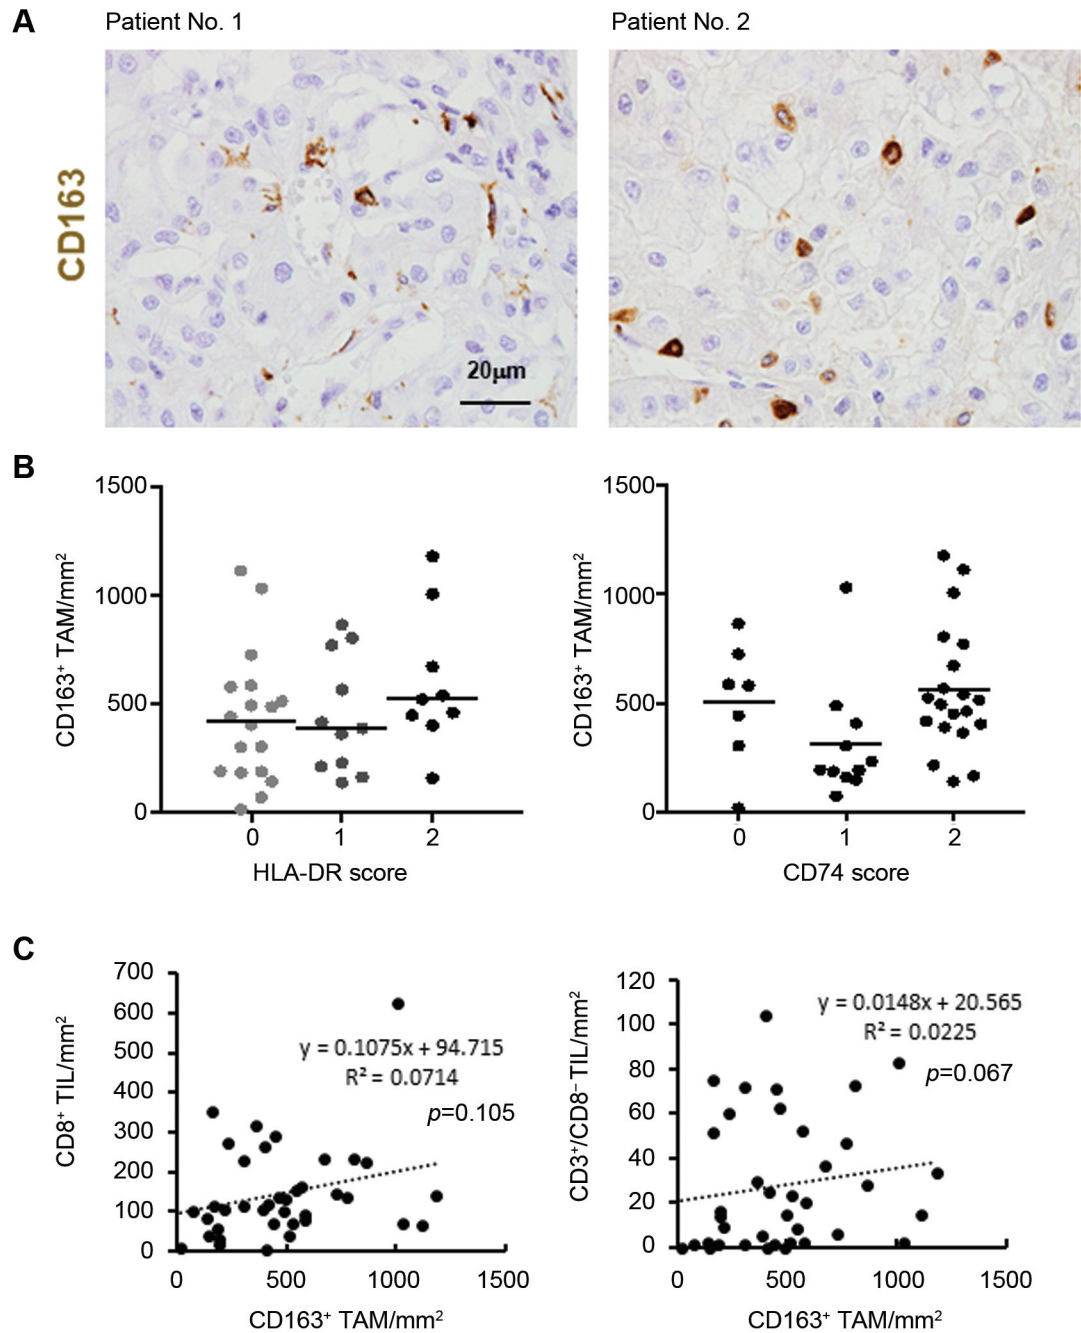 A
Patient No. 1
Patient No. 2
CD163
20μm
B
1500
1000
500
0
CD163⁺ TAM/mm²
0 1 2
HLA-DR score
1500
1000
500
0
CD163⁺ TAM/mm²
0 1 2
CD74 score
C
700
600
500
400
300
200
100
0
CD8⁺ TIL/mm²
y = 0.1075x + 94.715
R² = 0.0714
p=0.105
0 500 1000 1500
CD163⁺ TAM/mm²
120
100
80
60
40
20
0
CD3⁺/CD8⁻ TIL/mm²
y = 0.0148x + 20.565
R² = 0.0225
p=0.067
0 500 1000 1500
CD163⁺ TAM/mm²